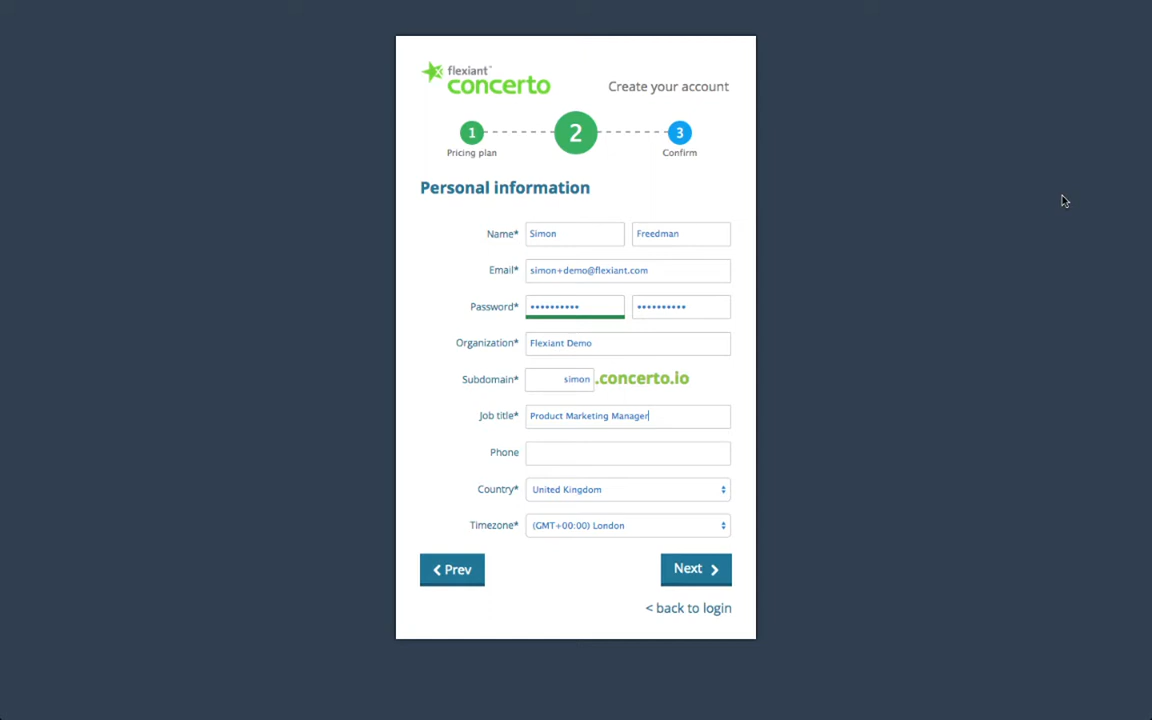 flexiant™
concerto
Create your account
1
2
3
Pricing plan
Confirm
Personal information
Name* Simon Freedman
Email* simon+demo@flexiant.com
Password* •••••••••• ••••••••••
Organization* Flexiant Demo
Subdomain* simon .concerto.io
Job title* Product Marketing Manager
Phone
Country* United Kingdom
Timezone* (GMT+00:00) London
Prev
Next
< back to login